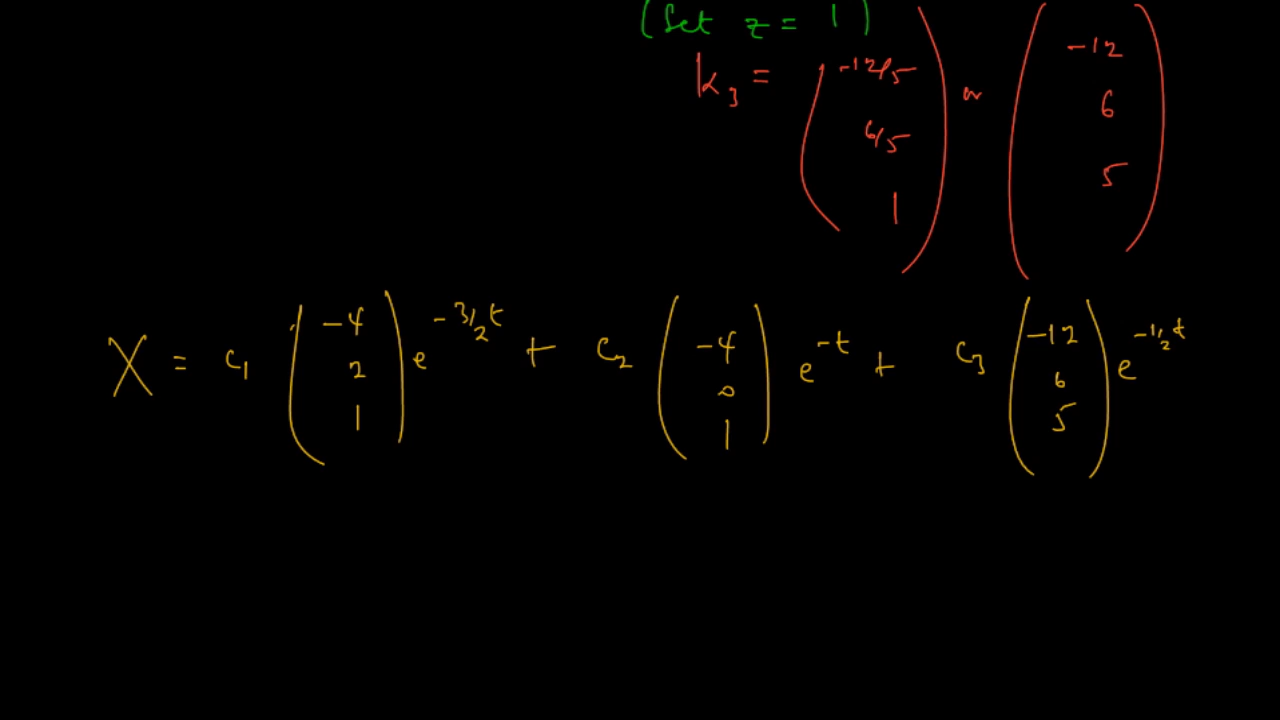 (Set z = 1)
K₃ = (-12/5, 6/5, 1) or (-12, 6, 5)
X = c₁ (-4, 2, 1) e^(-3/2 t) + c₂ (-4, 0, 1) e^(-t) + c₃ (-12, 6, 5) e^(-1/2 t)